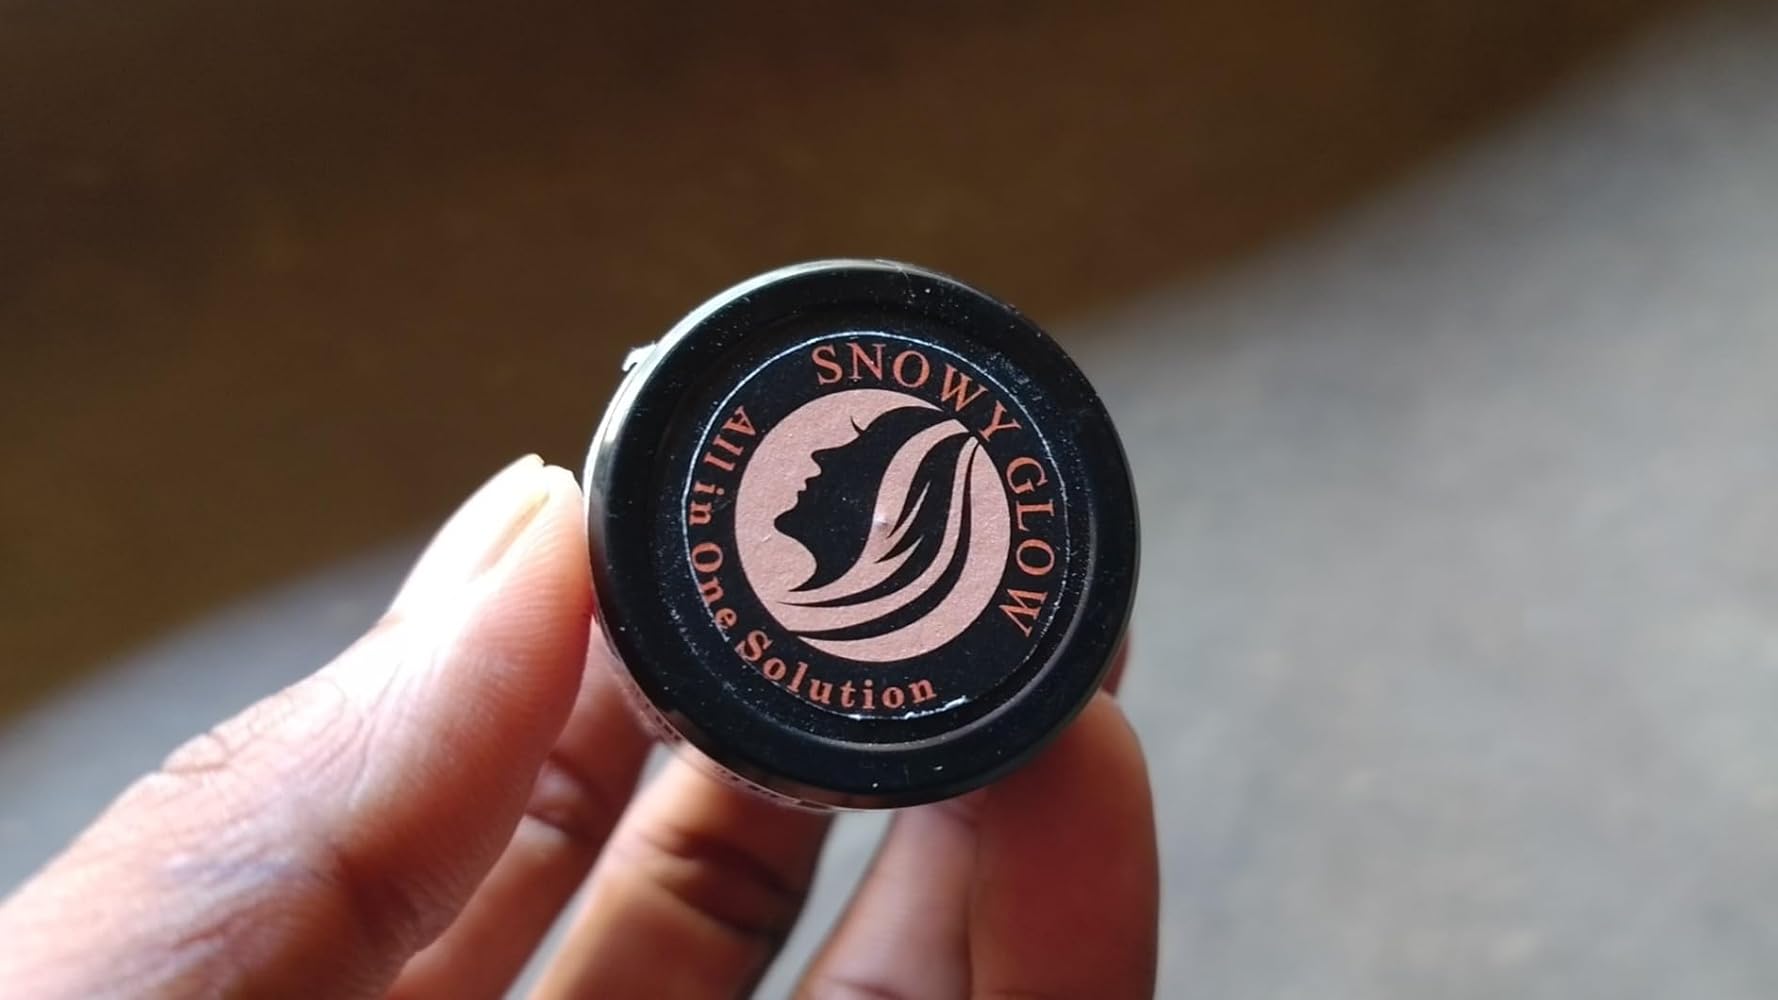 SNOWY GLOW
All in One Solution